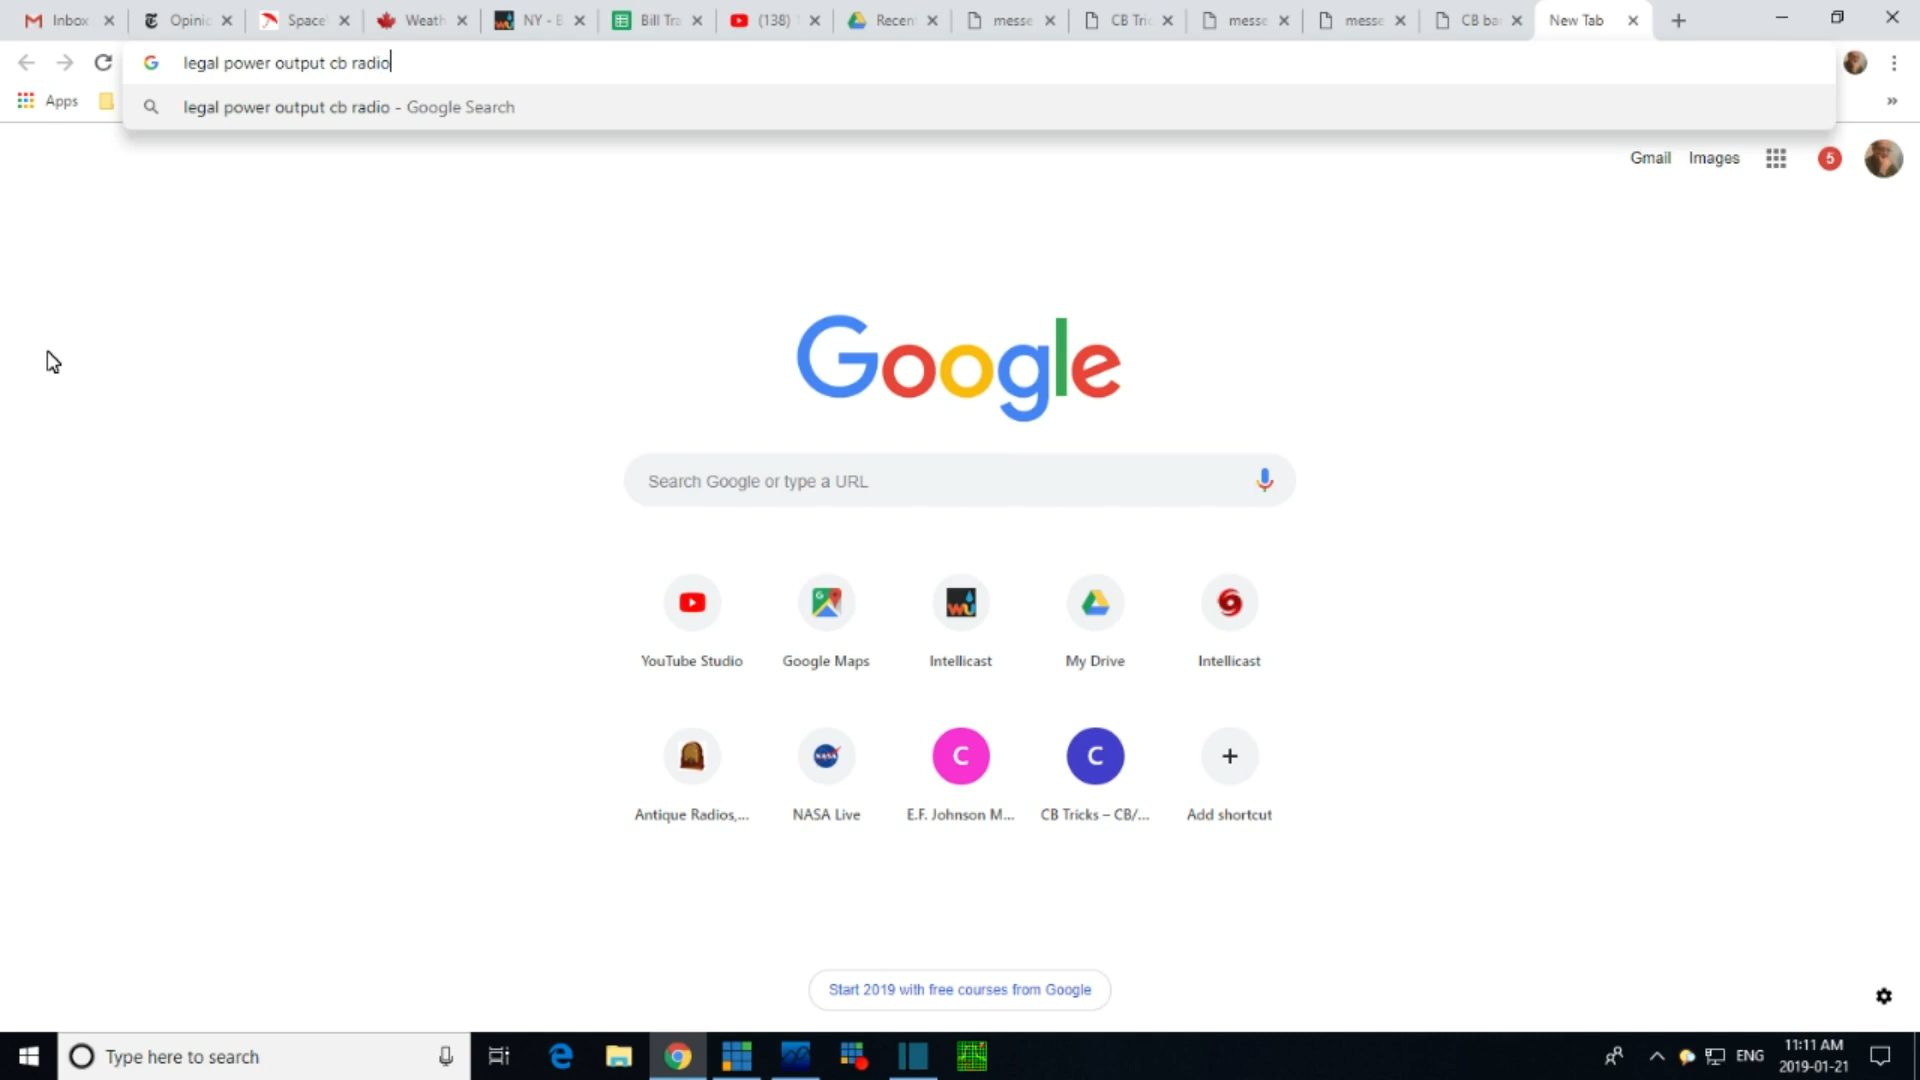 Inbox
Opinic
Space
Weath
NY - E
Bill Tra
(138)
Recen
messe
CB Tric
messe
messe
CB ba
New Tab
legal power output cb radio
Apps
legal power output cb radio - Google Search
Gmail
Images
5
Google
Search Google or type a URL
YouTube Studio
Google Maps
Intellicast
My Drive
Intellicast
C
C
Antique Radios,...
NASA Live
E.F. Johnson M...
CB Tricks – CB/...
Add shortcut
Start 2019 with free courses from Google
Type here to search
ENG
11:11 AM
2019-01-21